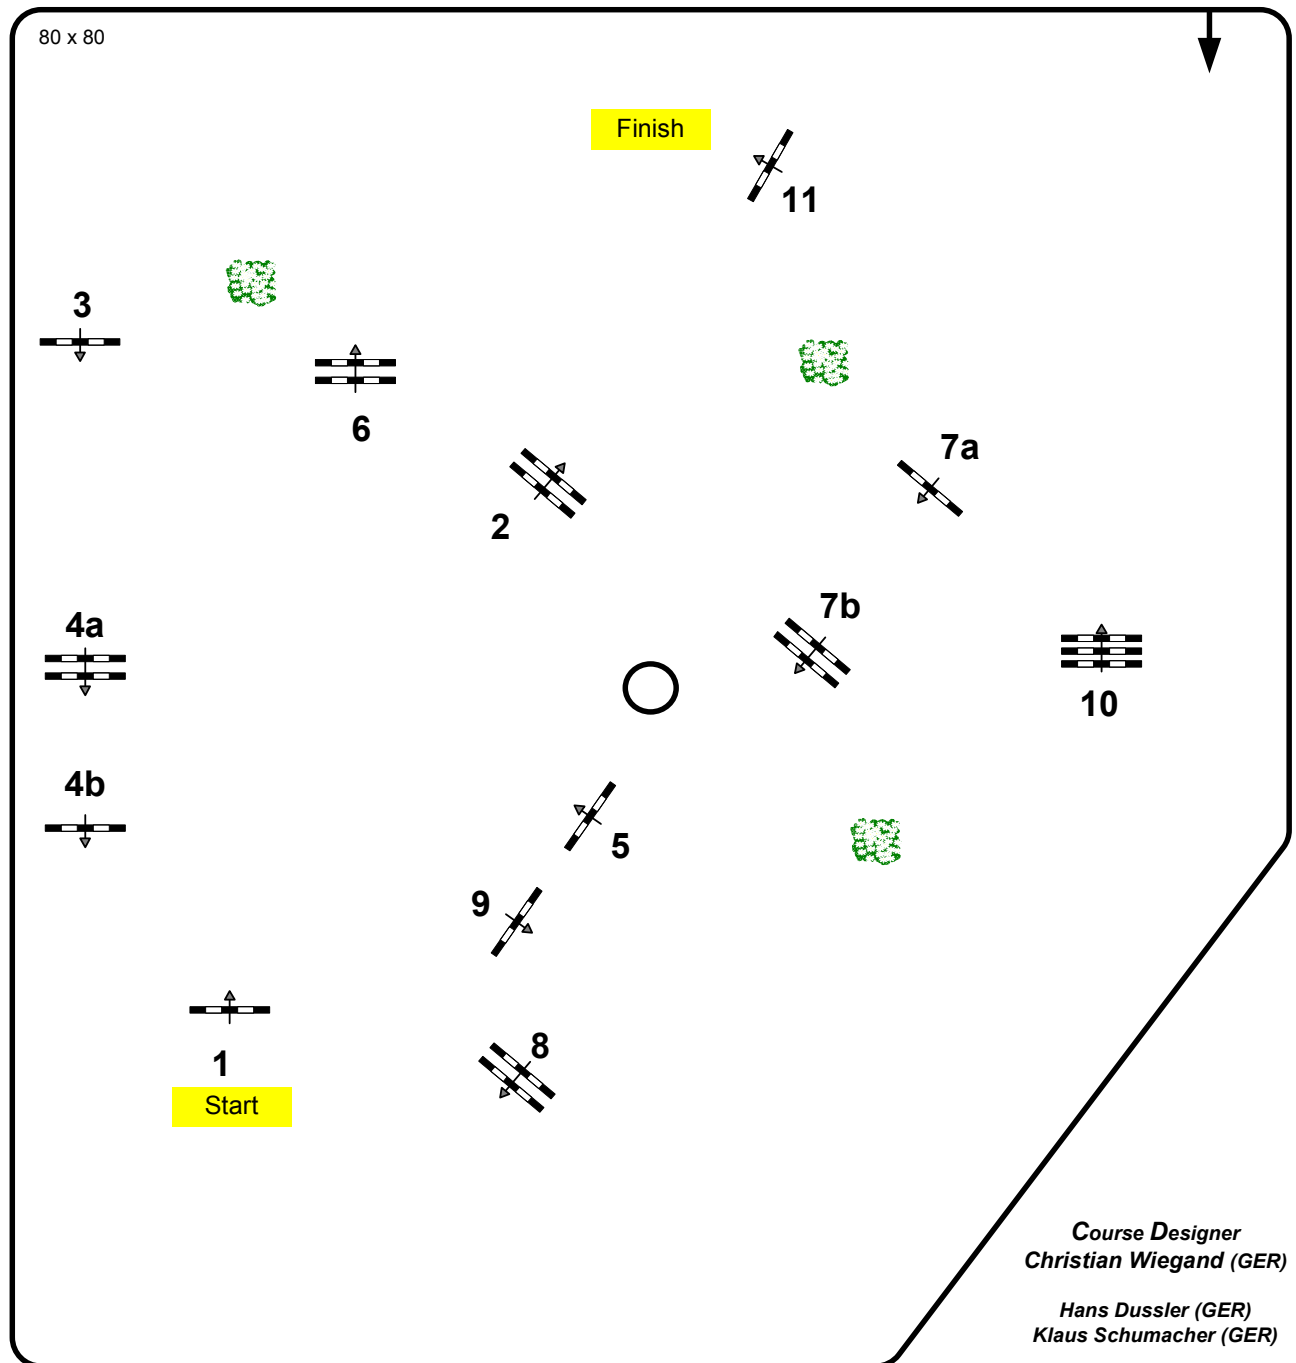 80 x 80
Finish
11
3
6
7a
2
7b
4a
10
4b
5
9
8
1
Start
Course Designer
Christian Wiegand (GER)
Hans Dussler (GER)
Klaus Schumacher (GER)